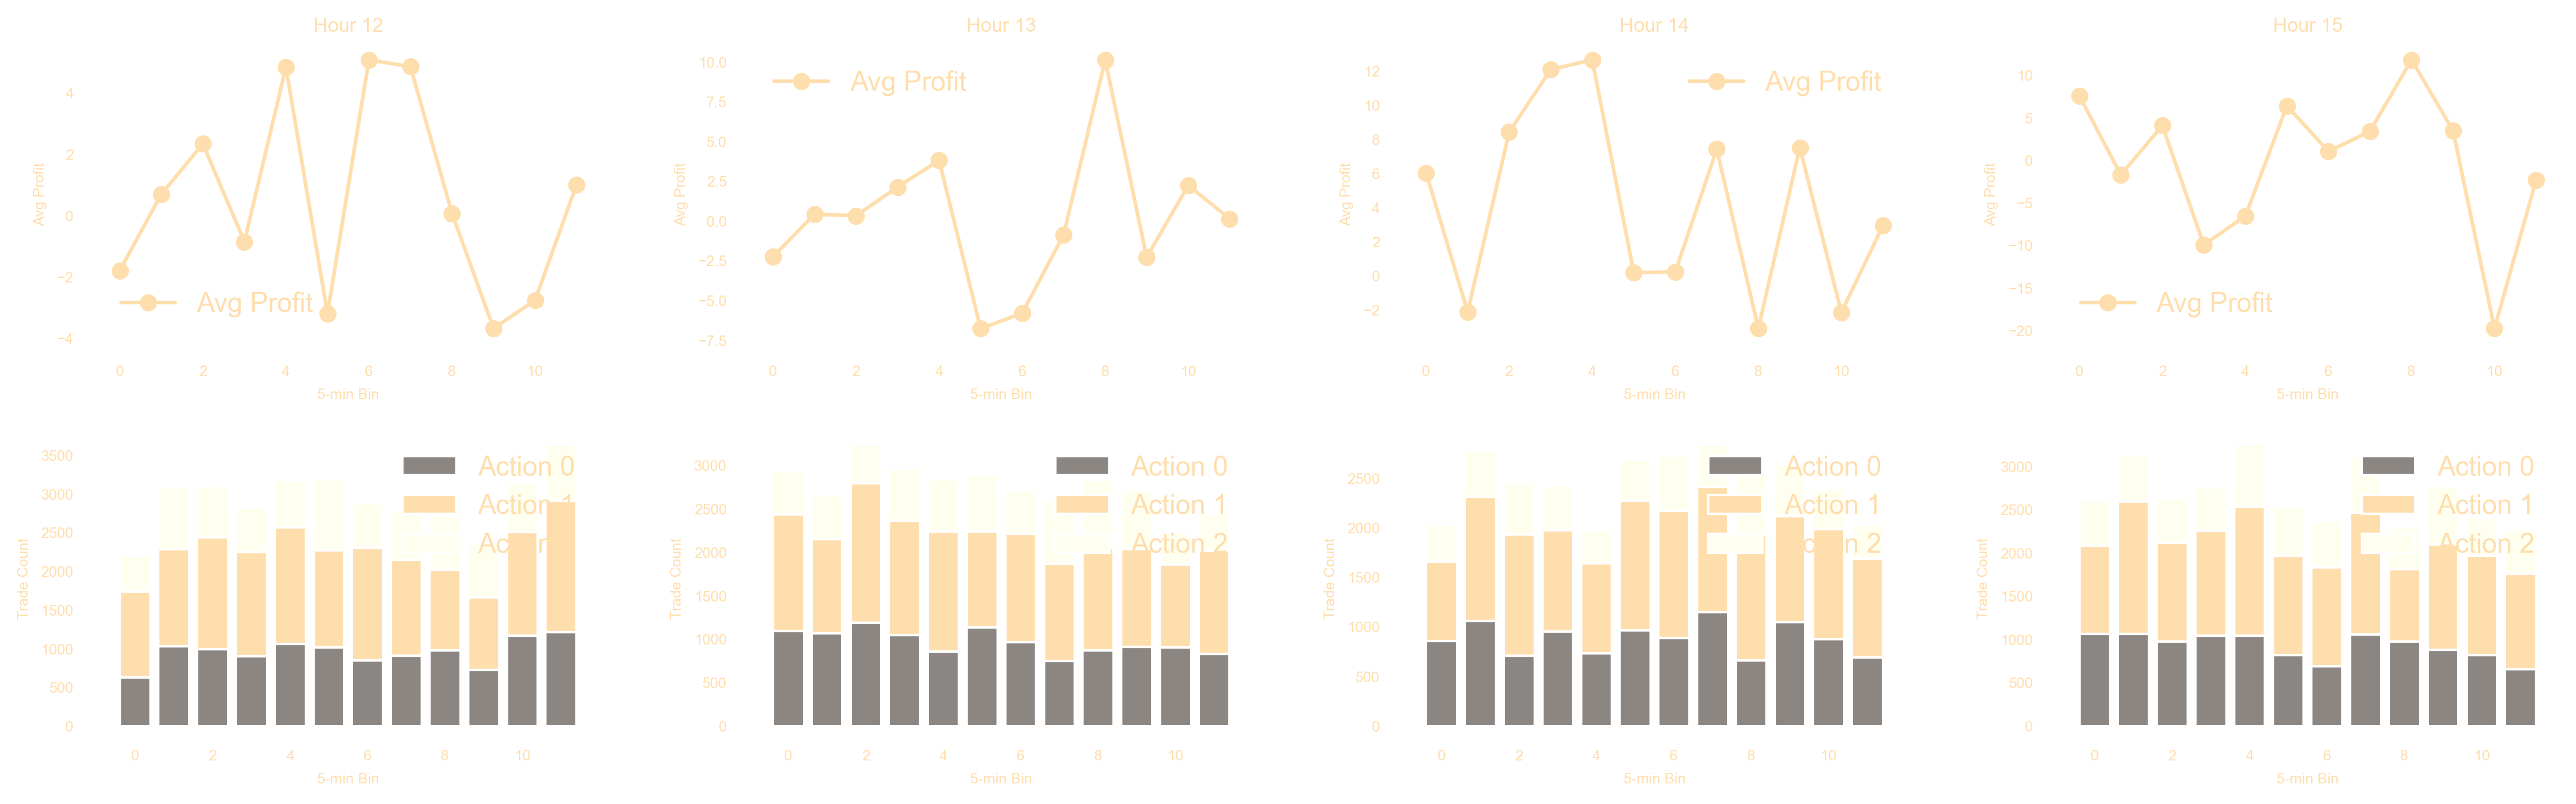 Hour 12
Avg Profit
4
2
0
−2
−4
Avg Profit
0 2 4 6 8 10
5-min Bin
Hour 13
Avg Profit
10.0
7.5
5.0
2.5
0.0
−2.5
−5.0
−7.5
Avg Profit
0 2 4 6 8 10
5-min Bin
Hour 14
Avg Profit
12
10
8
6
4
2
0
−2
Avg Profit
0 2 4 6 8 10
5-min Bin
Hour 15
Avg Profit
10
5
0
−5
−10
−15
−20
Avg Profit
0 2 4 6 8 10
5-min Bin
Trade Count
3500
3000
2500
2000
1500
1000
500
0
Action 0
Action 1
0 2 4 6 8 10
5-min Bin
Trade Count
3000
2500
2000
1500
1000
500
0
Action 0
Action 1
Action 2
0 2 4 6 8 10
5-min Bin
Trade Count
2500
2000
1500
1000
500
0
Action 0
Action 1
Action 2
0 2 4 6 8 10
5-min Bin
Trade Count
3000
2500
2000
1500
1000
500
0
Action 0
Action 1
Action 2
0 2 4 6 8 10
5-min Bin